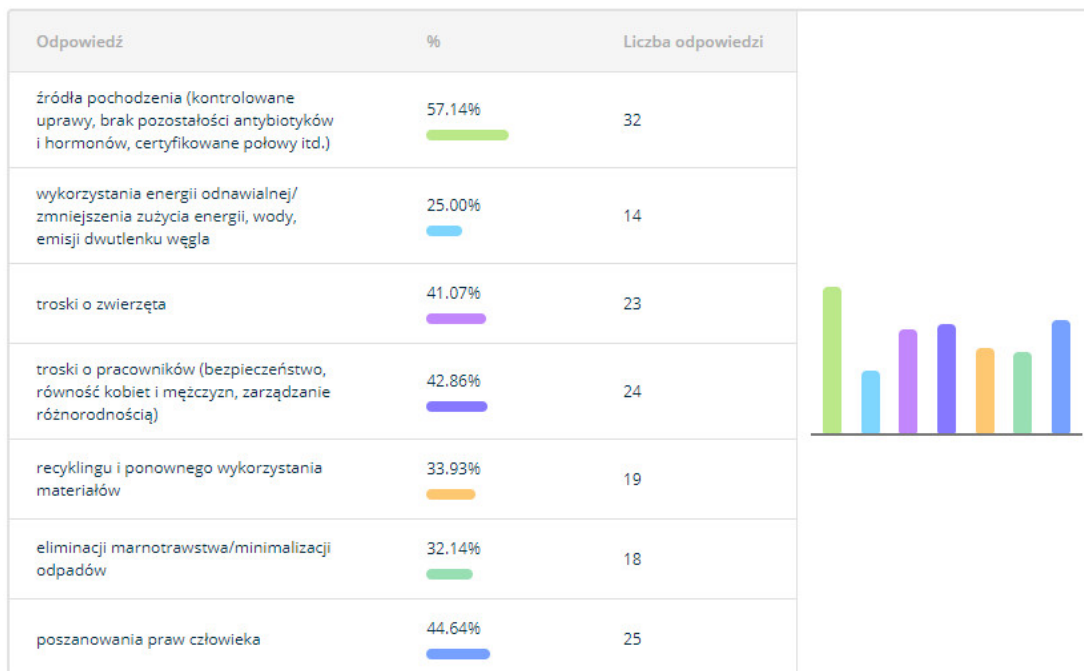 Odpowiedź % Liczba odpowiedzi
źródła pochodzenia (kontrolowane
uprawy, brak pozostałości antybiotyków
i hormonów, certyfikowane połowy itd.)
57.14%
32
wykorzystania energii odnawialnej/
zmniejszenia zużycia energii, wody,
emisji dwutlenku węgla
25.00%
14
troski o zwierzęta
41.07%
23
troski o pracowników (bezpieczeństwo,
równość kobiet i mężczyzn, zarządzanie
różnorodnością)
42.86%
24
recyklingu i ponownego wykorzystania
materiałów
33.93%
19
eliminacji marnotrawstwa/minimalizacji
odpadów
32.14%
18
poszanowania praw człowieka
44.64%
25